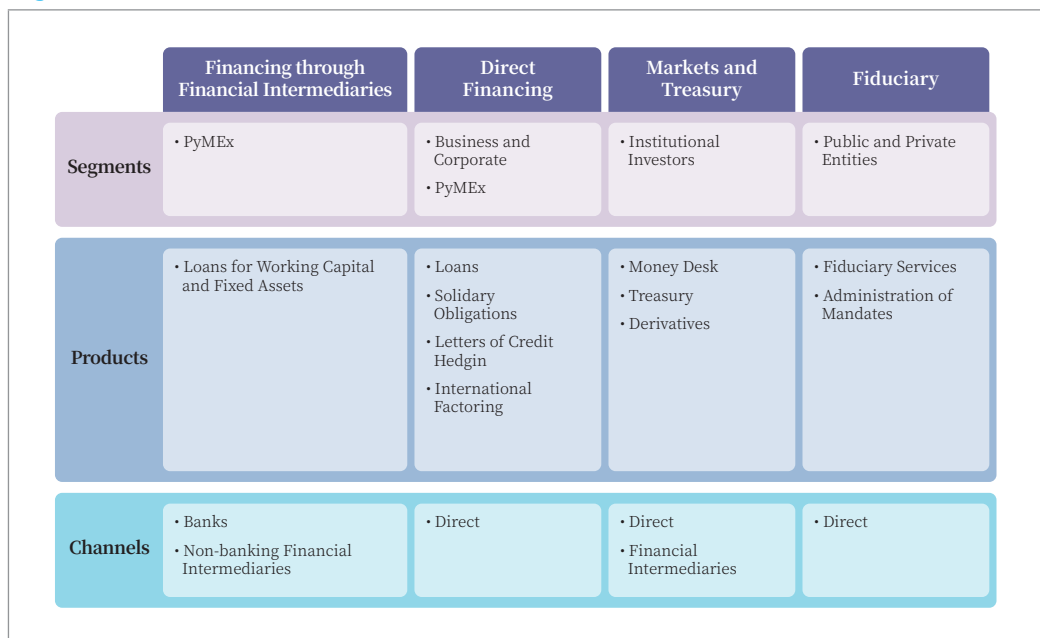 Financing through
Financial Intermediaries
Direct
Financing
Markets and
Treasury
Fiduciary
Segments
• PyMEx
• Business and
Corporate
• PyMEx
• Institutional
Investors
• Public and Private
Entities
Products
• Loans for Working Capital
and Fixed Assets
• Loans
• Solidary
Obligations
• Letters of Credit
Hedgin
• International
Factoring
• Money Desk
• Treasury
• Derivatives
• Fiduciary Services
• Administration of
Mandates
Channels
• Banks
• Non-banking Financial
Intermediaries
• Direct
• Direct
• Financial
Intermediaries
• Direct